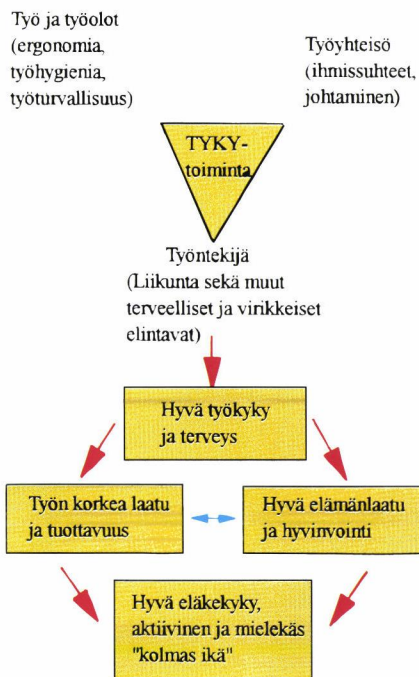 Työ ja työolot
(ergonomia,
työhygienia,
työturvallisuus)
Työyhteisö
(ihmissuhteet,
johtaminen)
TYKY-
toiminta
Työntekijä
(Liikunta sekä muut
terveelliset ja virikkeiset
elintavat)
Hyvä työkyky
ja terveys
Työn korkea laatu
ja tuottavuus
Hyvä elämänlaatu
ja hyvinvointi
Hyvä eläkekyky,
aktiivinen ja mielekäs
"kolmas ikä"